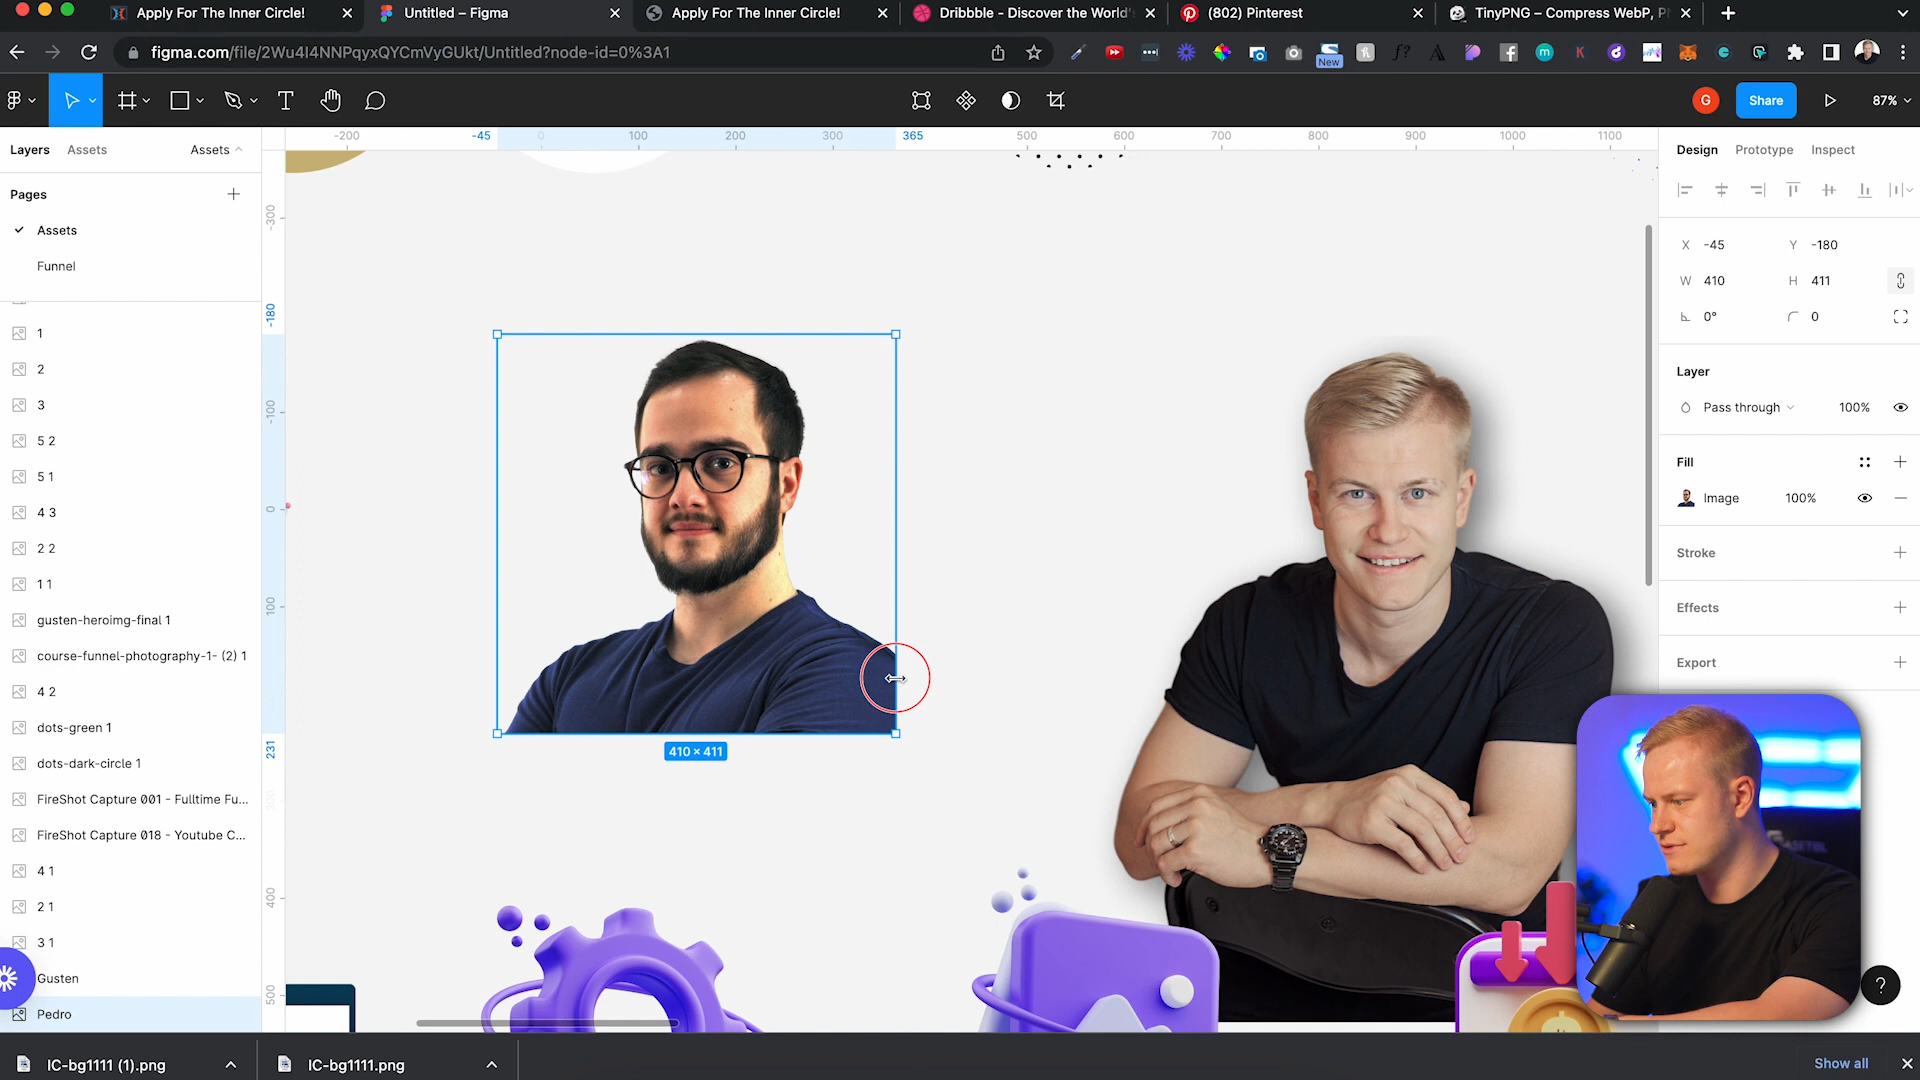 Apply For The Inner Circle!
Untitled – Figma
Apply For The Inner Circle!
Dribbble - Discover the World's
(802) Pinterest
TinyPNG – Compress WebP, PN
figma.com/file/2Wu4I4NNPqyxQYCmVyGUkt/Untitled?node-id=0%3A1
New
G
Share
87%
Layers
Assets
Assets
-200
-45
0
100
200
300
365
500
600
700
800
900
1000
1100
Design
Prototype
Inspect
Pages
Assets
Funnel
1
2
3
5 2
5 1
4 3
2 2
1 1
gusten-heroimg-final 1
course-funnel-photography-1- (2) 1
4 2
dots-green 1
dots-dark-circle 1
FireShot Capture 001 - Fulltime Fu...
FireShot Capture 018 - Youtube C...
4 1
2 1
3 1
Gusten
Pedro
-300
-180
-100
0
100
231
400
500
410 × 411
X -45
Y -180
W 410
H 411
0°
0
Layer
Pass through
100%
Fill
Image
100%
Stroke
Effects
Export
?
IC-bg1111 (1).png
IC-bg1111.png
Show all